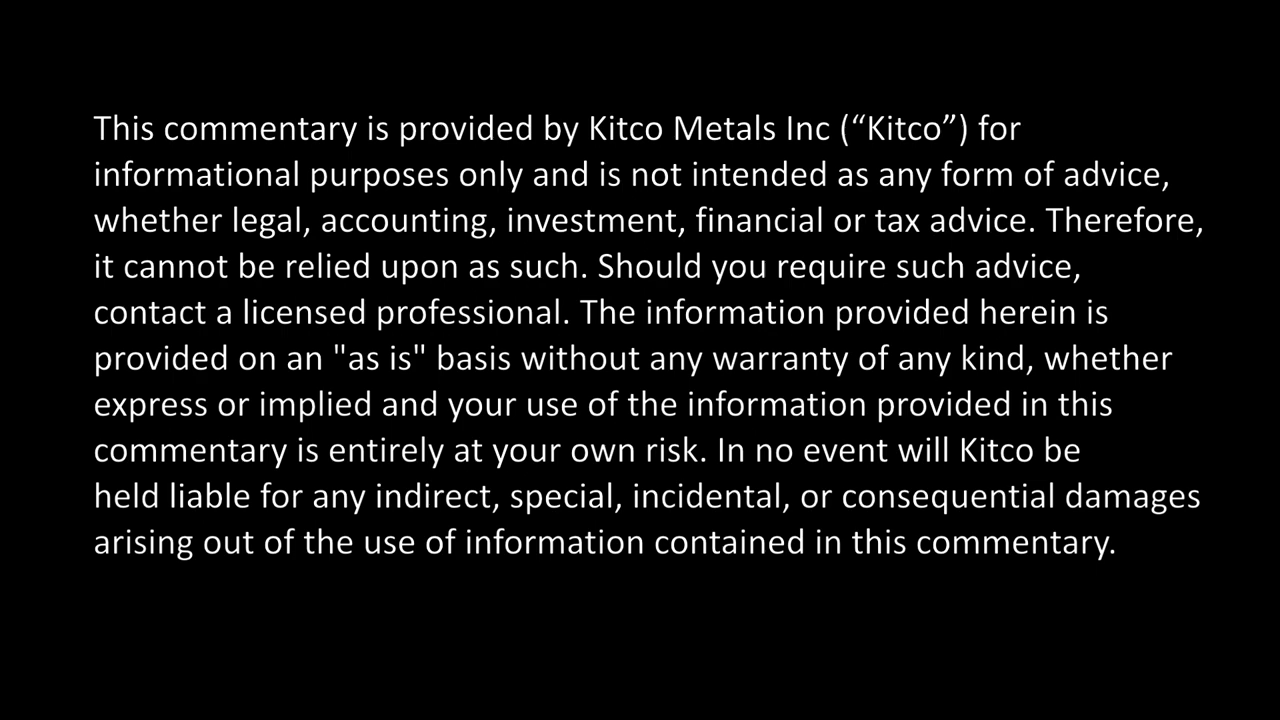 This commentary is provided by Kitco Metals Inc (“Kitco”) for
informational purposes only and is not intended as any form of advice,
whether legal, accounting, investment, financial or tax advice. Therefore,
it cannot be relied upon as such. Should you require such advice,
contact a licensed professional. The information provided herein is
provided on an "as is" basis without any warranty of any kind, whether
express or implied and your use of the information provided in this
commentary is entirely at your own risk. In no event will Kitco be
held liable for any indirect, special, incidental, or consequential damages
arising out of the use of information contained in this commentary.